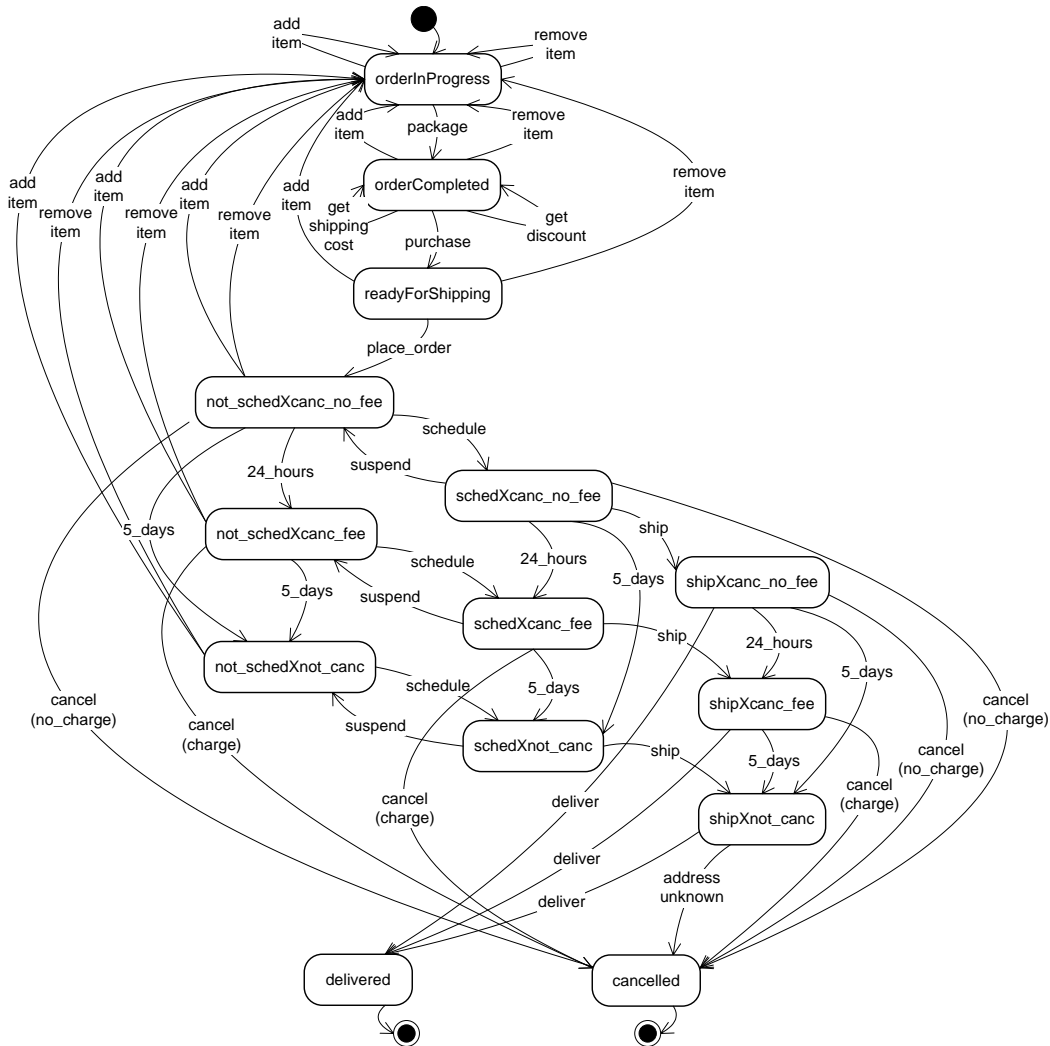 add
item
remove
item
orderInProgress
add
item
package
remove
item
orderCompleted
remove
item
add
item
remove
item
add
item
remove
item
add
item
remove
item
add
item
get
shipping
cost
get
discount
purchase
readyForShipping
place_order
not_schedXcanc_no_fee
schedule
suspend
24_hours
schedXcanc_no_fee
5_days
not_schedXcanc_fee
ship
schedule
24_hours
5_days
shipXcanc_no_fee
5_days
suspend
schedXcanc_fee
ship
24_hours
not_schedXnot_canc
5_days
schedule
5_days
shipXcanc_fee
cancel
(no_charge)
cancel
(charge)
suspend
schedXnot_canc
ship
5_days
cancel
(no_charge)
cancel
(no_charge)
cancel
(charge)
cancel
(charge)
deliver
shipXnot_canc
deliver
address
unknown
deliver
delivered
cancelled